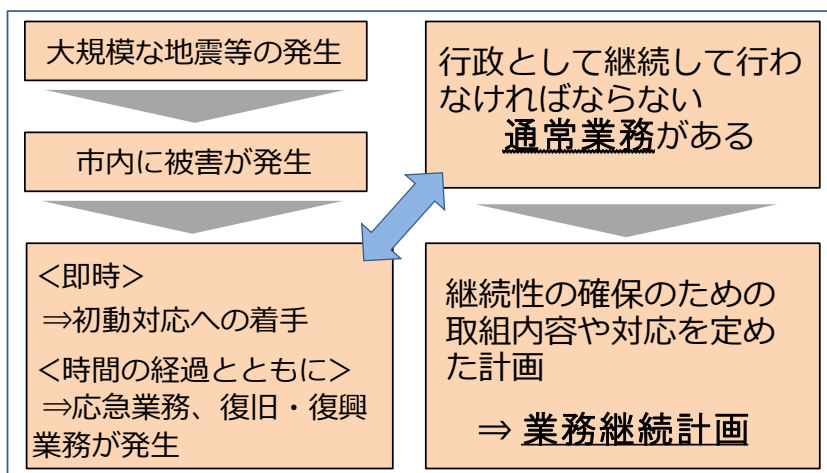 大規模な地震等の発生
市内に被害が発生
＜即時＞
⇒初動対応への着手
＜時間の経過とともに＞
⇒応急業務、復旧・復興
業務が発生
行政として継続して行わ
なければならない
通常業務がある
継続性の確保のための
取組内容や対応を定め
た計画
⇒ 業務継続計画